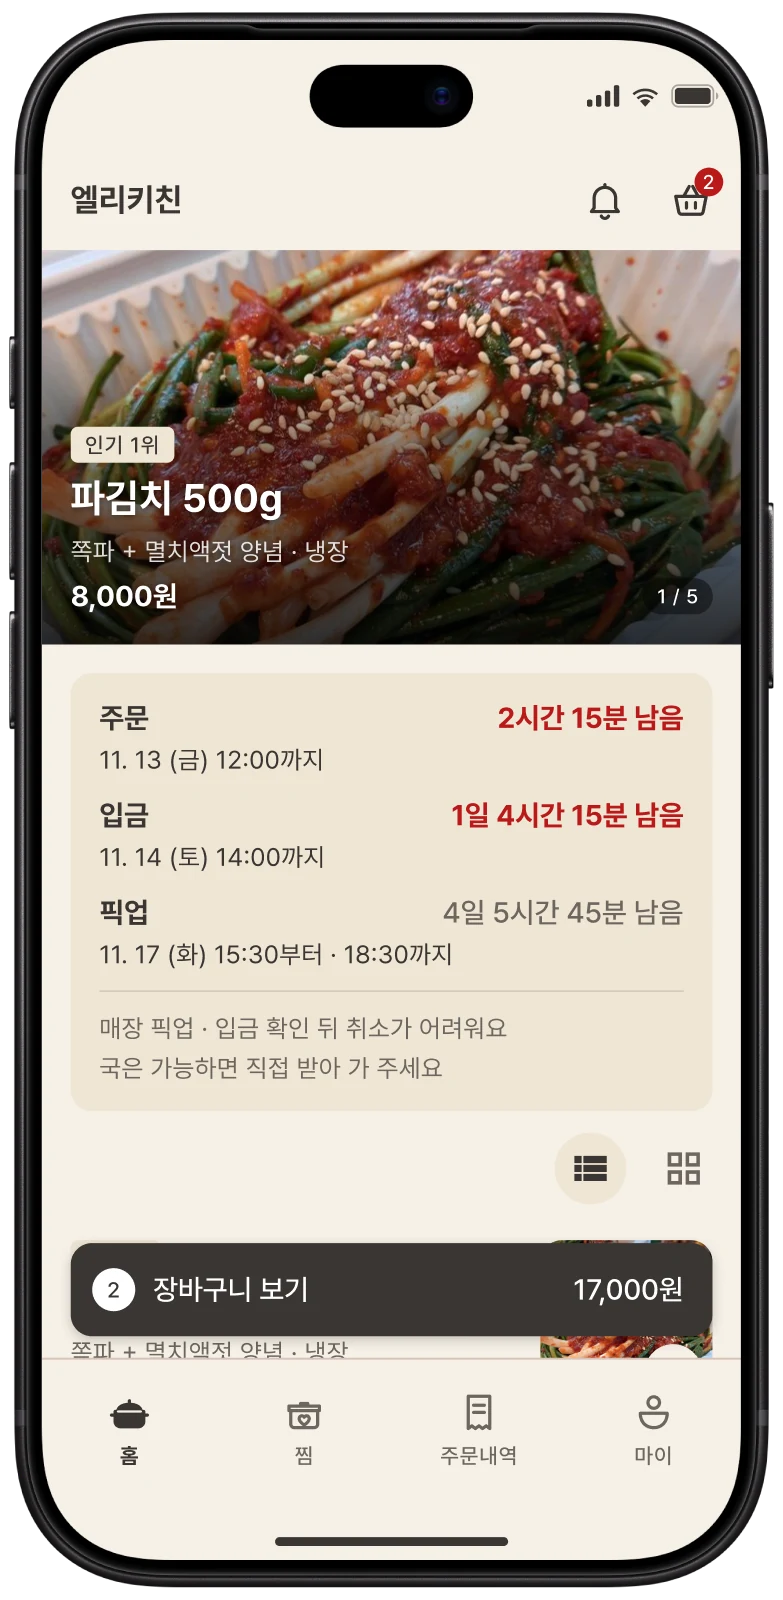 엘리키친
2
인기 1위
파김치 500g
쪽파 + 멸치액젓 양념 · 냉장
8,000원
1 / 5
주문
2시간 15분 남음
11. 13 (금) 12:00까지
입금
1일 4시간 15분 남음
11. 14 (토) 14:00까지
픽업
4일 5시간 45분 남음
11. 17 (화) 15:30부터 · 18:30까지
매장 픽업 · 입금 확인 뒤 취소가 어려워요
국은 가능하면 직접 받아 가 주세요
2 장바구니 보기 17,000원
쪽파 + 멸치액젓 양념 · 냉장
홈
찜
주문내역
마이